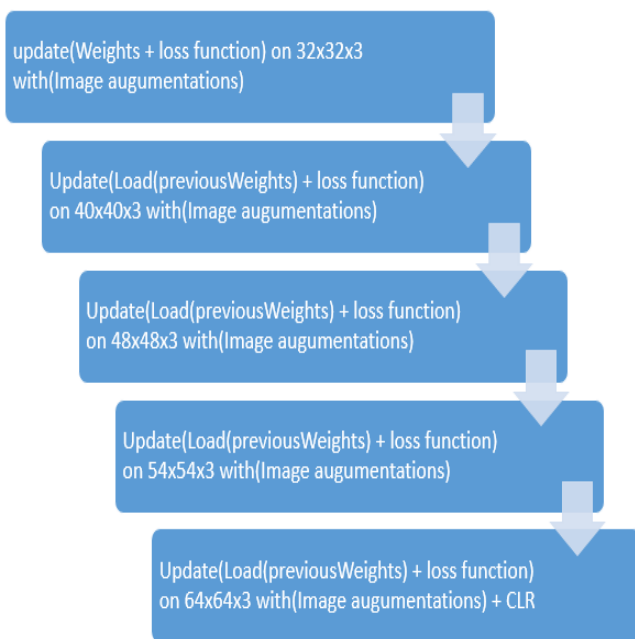 update(Weights + loss function) on 32x32x3
with(Image augumentations)
Update(Load(previousWeights) + loss function)
on 40x40x3 with(Image augumentations)
Update(Load(previousWeights) + loss function)
on 48x48x3 with(Image augumentations)
Update(Load(previousWeights) + loss function)
on 54x54x3 with(Image augumentations)
Update(Load(previousWeights) + loss function)
on 64x64x3 with(Image augumentations) + CLR